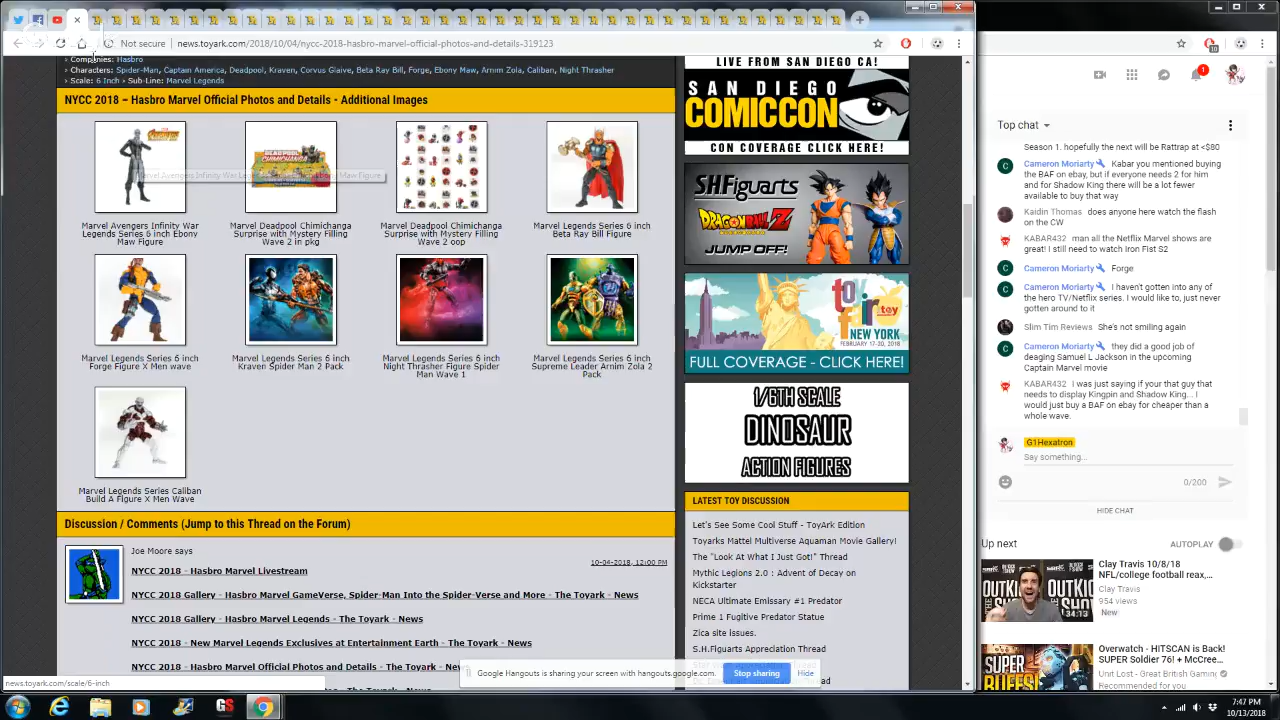 Not secure
news.toyark.com/2018/10/04/nycc-2018-hasbro-marvel-official-photos-and-details-319123
› Companies: Hasbro
› Characters: Spider-Man, Captain America, Deadpool, Kraven, Corvus Glaive, Beta Ray Bill, Forge, Ebony Maw, Arnim Zola, Caliban, Night Thrasher
› Scale: 6 Inch › Sub-Line: Marvel Legends
NYCC 2018 – Hasbro Marvel Official Photos and Details - Additional Images
Marvel Avengers Infinity War
Legends Series 6 inch Ebony
Maw Figure
Marvel Deadpool Chimichanga
Surprise with Mystery Filling
Wave 2 in pkg
Marvel Deadpool Chimichanga
Surprise with Mystery Filling
Wave 2 oop
Marvel Legends Series 6 inch
Beta Ray Bill Figure
Marvel Legends Series 6 inch
Forge Figure X Men wave
Marvel Legends Series 6 inch
Kraven Spider Man 2 Pack
Marvel Legends Series 6 inch
Night Thrasher Figure Spider
Man Wave 1
Marvel Legends Series 6 inch
Supreme Leader Arnim Zola 2
Pack
Marvel Legends Series Caliban
Build A Figure X Men Wave
Discussion / Comments (Jump to this Thread on the Forum)
Joe Moore says
10-04-2018, 12:00 PM
NYCC 2018 - Hasbro Marvel Livestream
NYCC 2018 Gallery - Hasbro Marvel GameVerse, Spider-Man Into the Spider-Verse and More - The Toyark - News
NYCC 2018 Gallery - Hasbro Marvel Legends - The Toyark - News
NYCC 2018 - New Marvel Legends Exclusives at Entertainment Earth - The Toyark - News
NYCC 2018 - Hasbro Marvel Official Photos and Details - The Toyark - News
news.toyark.com/scale/6-inch
LIVE FROM SAN DIEGO CA!
SAN DIEGO
COMICCON
CON COVERAGE CLICK HERE!
S.H.Figuarts
DRAGONBALL Z
JUMP OFF!
toy fair
NEW YORK
FEBRUARY 17-20, 2018
FULL COVERAGE - CLICK HERE!
1/6TH SCALE
DINOSAUR
ACTION FIGURES
LATEST TOY DISCUSSION
Let's See Some Cool Stuff - ToyArk Edition
Toyarks Mattel Multiverse Aquaman Movie Gallery!
The "Look At What I Just Got!" Thread
Mythic Legions 2.0 : Advent of Decay on
Kickstarter
NECA Ultimate Emissary #1 Predator
Prime 1 Fugitive Predator Statue
Zica site issues.
S.H.Figuarts Appreciation Thread
Google Hangouts is sharing your screen with hangouts.google.com.
Stop sharing
Hide
10
1
Top chat
Season 1. hopefully the next will be Rattrap at <$80
Cameron Moriarty Kabar you mentioned buying
the BAF on ebay, but if everyone needs 2 for him
and for Shadow King there will be a lot fewer
available to buy that way
Kaidin Thomas does anyone here watch the flash
on the CW
KABAR432 man all the Netflix Marvel shows are
great! I still need to watch Iron Fist S2
Cameron Moriarty Forge
Cameron Moriarty I haven't gotten into any of
the hero TV/Netflix series. I would like to, just never
gotten around to it
Slim Tim Reviews She's not smiling again
Cameron Moriarty they did a good job of
deaging Samuel L Jackson in the upcoming
Captain Marvel movie
KABAR432 I was just saying if your that guy that
needs to display Kingpin and Shadow King... I
would just buy a BAF on ebay for cheaper than a
whole wave.
G1Hexatron
Say something...
0/200
HIDE CHAT
Up next
AUTOPLAY
Clay Travis 10/8/18
NFL/college football reax,...
Clay Travis
954 views
New
34:13
Overwatch - HITSCAN is Back!
SUPER Soldier 76! + McCree...
Unit Lost - Great British Gaming
Recommended for you
SUPER
BUFFS!
7:47 PM
10/13/2018